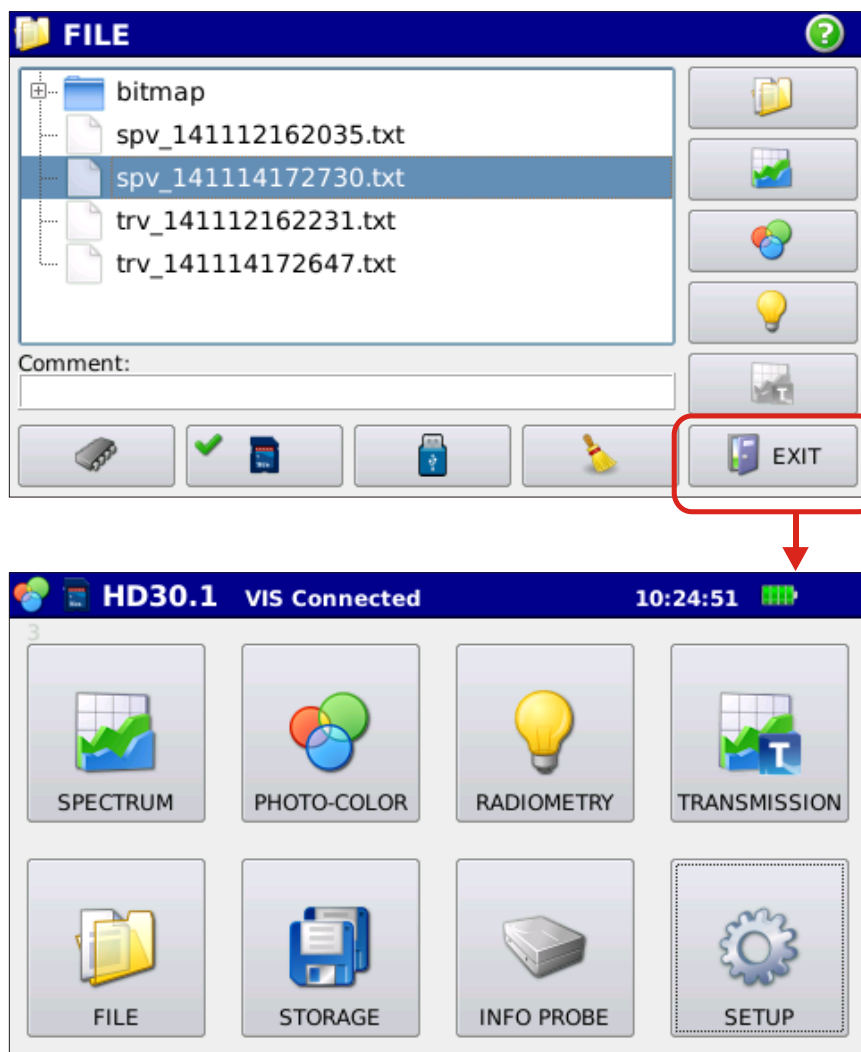 FILE
bitmap
spv_141112162035.txt
spv_141114172730.txt
trv_141112162231.txt
trv_141114172647.txt
Comment:
T
EXIT
HD30.1 VIS Connected 10:24:51
3
T
SPECTRUM PHOTO-COLOR RADIOMETRY TRANSMISSION
FILE STORAGE INFO PROBE SETUP